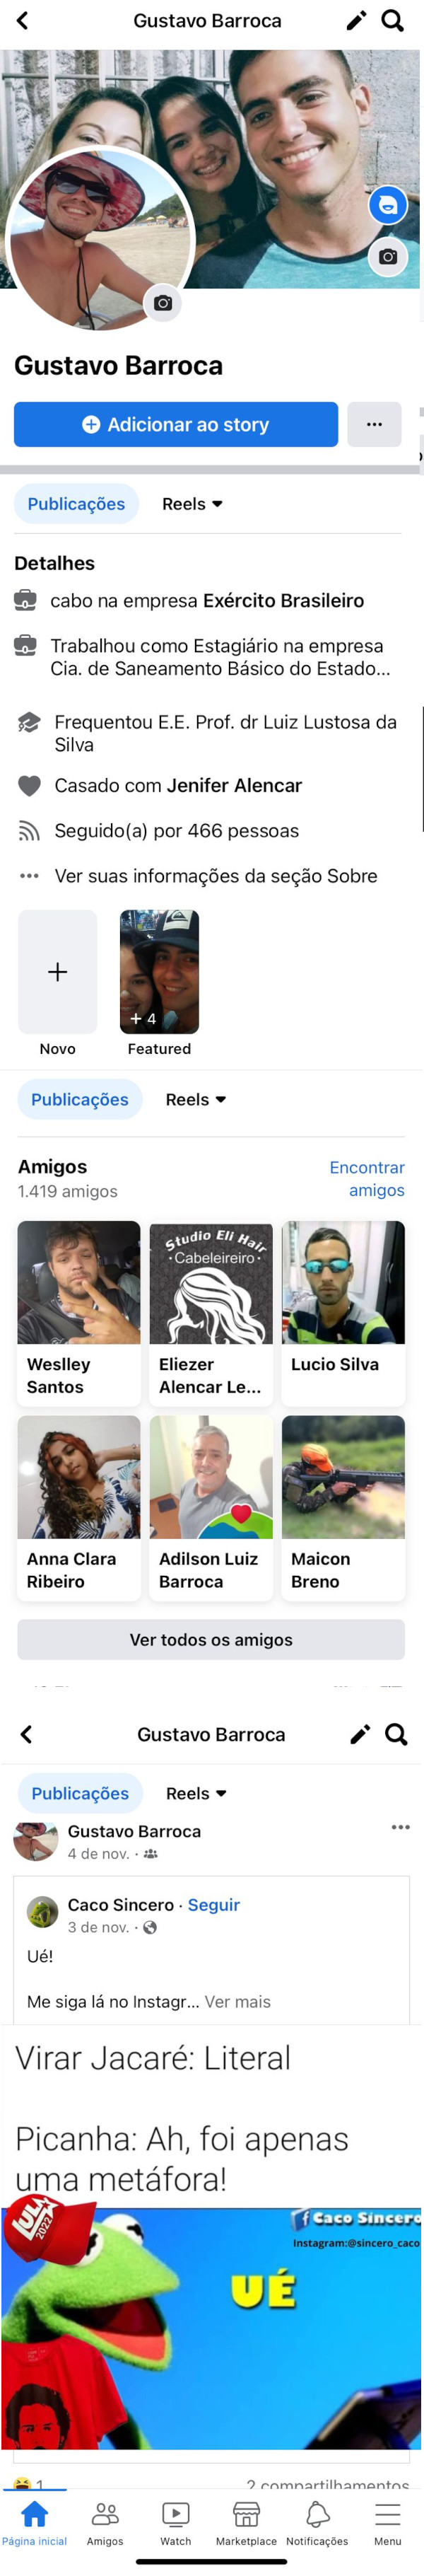 Gustavo Barroca
Gustavo Barroca
Adicionar ao story
Publicações Reels
Detalhes
cabo na empresa Exército Brasileiro
Trabalhou como Estagiário na empresa
Cia. de Saneamento Básico do Estado...
Frequentou E.E. Prof. dr Luiz Lustosa da
Silva
Casado com Jenifer Alencar
Seguido(a) por 466 pessoas
Ver suas informações da seção Sobre
+ 4
Novo Featured
Publicações Reels
Amigos
1.419 amigos
Encontrar
amigos
Studio Eli Hair
·Cabeleireiro·
Weslley
Santos
Eliezer
Alencar Le...
Lucio Silva
Anna Clara
Ribeiro
Adilson Luiz
Barroca
Maicon
Breno
Ver todos os amigos
Gustavo Barroca
Publicações Reels
Gustavo Barroca
4 de nov. ·
Caco Sincero · Seguir
3 de nov. ·
Ué!
Me siga lá no Instagr... Ver mais
Virar Jacaré: Literal
Picanha: Ah, foi apenas
uma metáfora!
LULA
2022
f Caco Sincero
Instagram:@sincero_caco
UÉ
1 2 compartilhamentos
Página inicial Amigos Watch Marketplace Notificações Menu